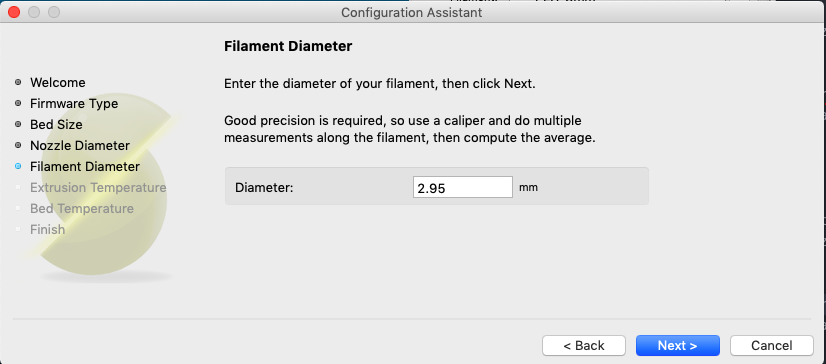 Configuration Assistant
Filament Diameter
Enter the diameter of your filament, then click Next.
Good precision is required, so use a caliper and do multiple
measurements along the filament, then compute the average.
Welcome
Firmware Type
Bed Size
Nozzle Diameter
Filament Diameter
Extrusion Temperature
Bed Temperature
Finish
Diameter: 2.95 mm
< Back Next > Cancel